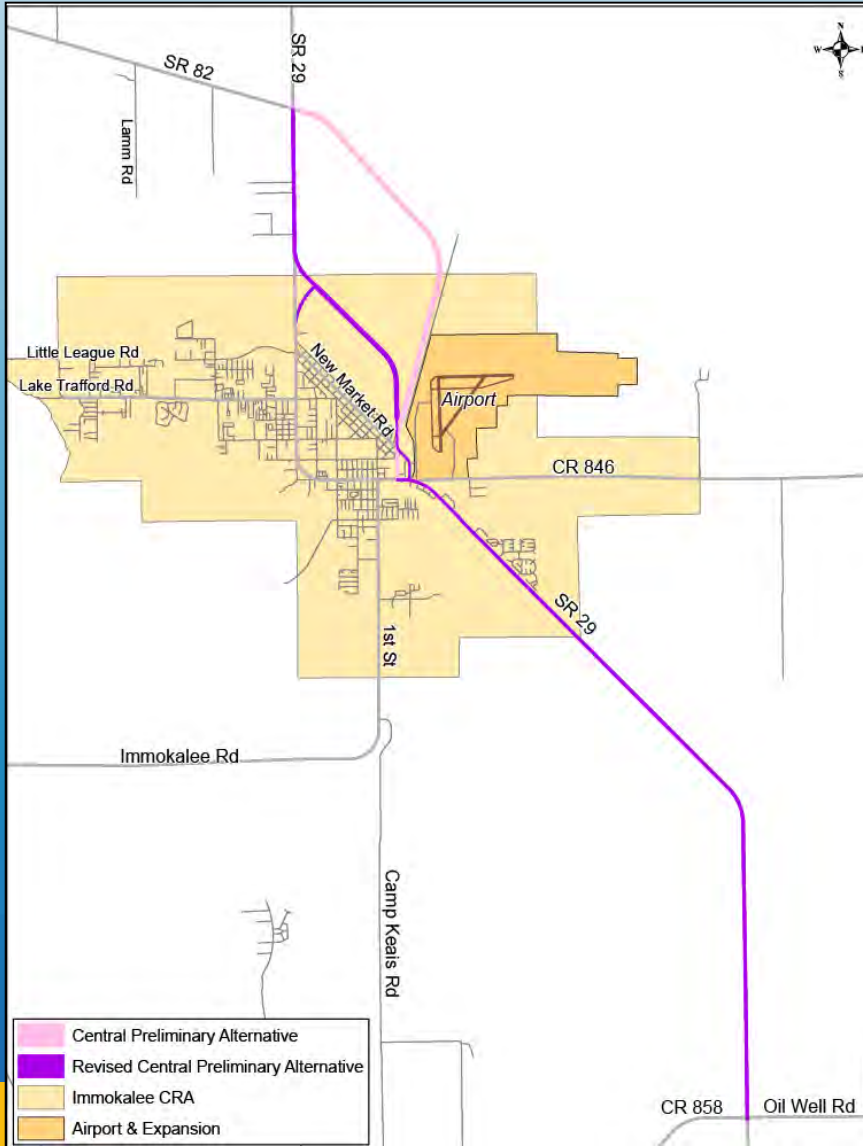 N
W
S
SR 82
SR 29
Lamm Rd
Little League Rd
Lake Trafford Rd
New Market Rd
Airport
CR 846
SR 29
1st St
Immokalee Rd
Camp Keais Rd
CR 858
Oil Well Rd
Central Preliminary Alternative
Revised Central Preliminary Alternative
Immokalee CRA
Airport & Expansion